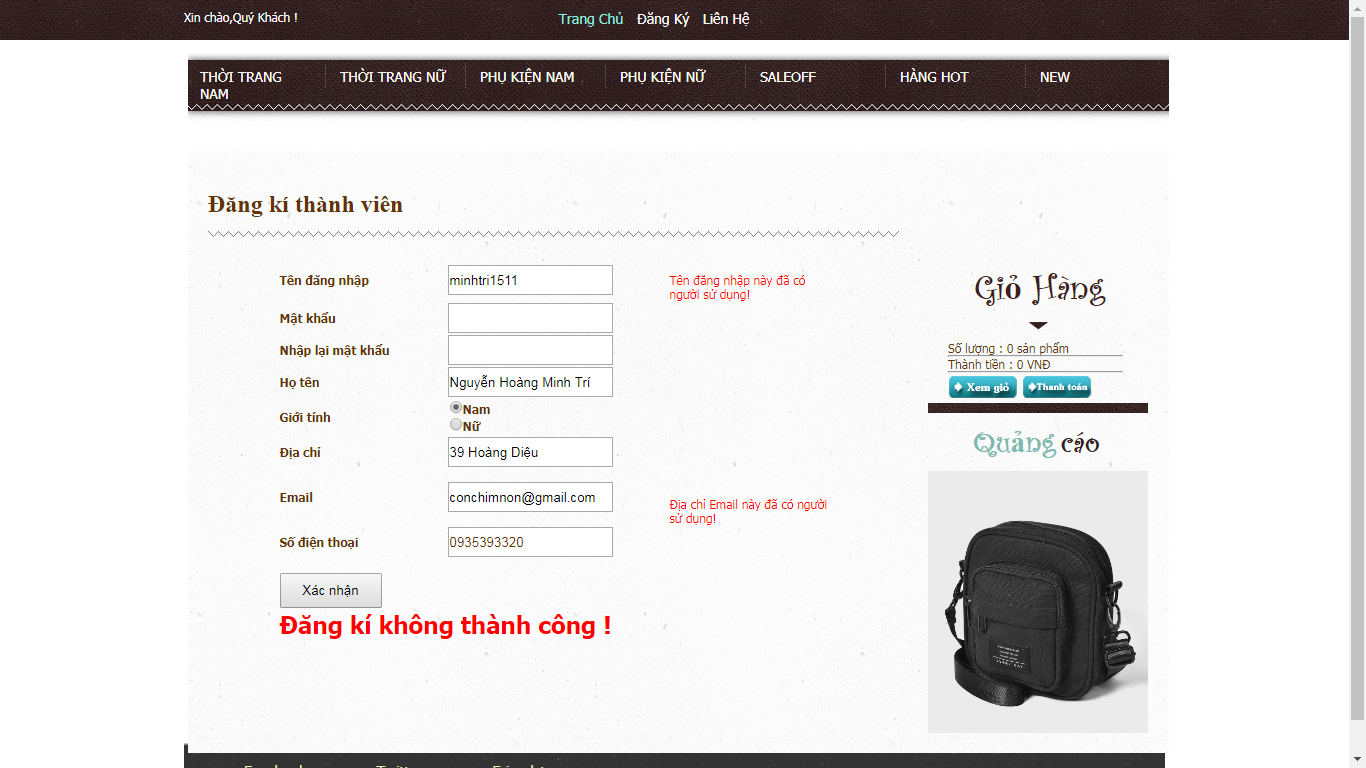 Xin chào,Quý Khách !
Trang Chủ Đăng Ký Liên Hệ
THỜI TRANG NAM
THỜI TRANG NỮ
PHỤ KIỆN NAM
PHỤ KIỆN NỮ
SALEOFF
HÀNG HOT
NEW
Đăng kí thành viên
Tên đăng nhập minhtri1511
Tên đăng nhập này đã có
người sử dụng!
Mật khẩu
Nhập lại mật khẩu
Họ tên Nguyễn Hoàng Minh Trí
Giới tính
Nam
Nữ
Địa chỉ 39 Hoàng Diệu
Email conchimnon@gmail.com
Địa chỉ Email này đã có người
sử dụng!
Số điện thoại 0935393320
Xác nhận
Đăng kí không thành công !
Giỏ Hàng
Số lượng : 0 sản phẩm
Thành tiền : 0 VNĐ
Xem giỏ Thanh toán
Quảng cáo